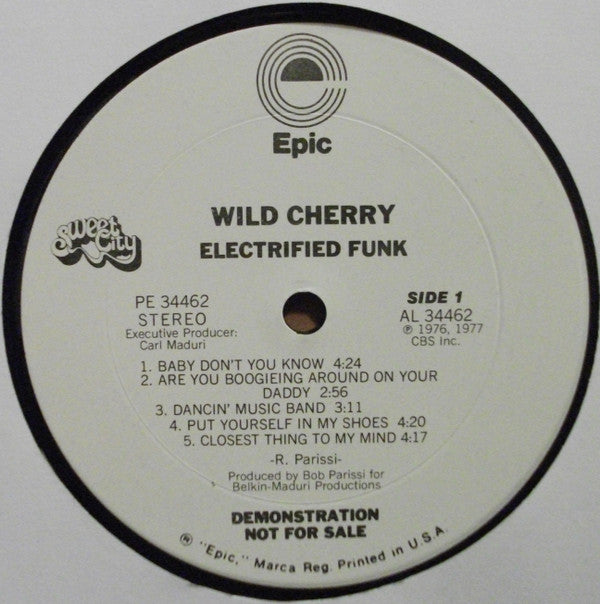 Epic
WILD CHERRY
ELECTRIFIED FUNK
Sweet
City
PE 34462
STEREO
Executive Producer:
Carl Maduri
SIDE 1
AL 34462
℗ 1976, 1977
CBS Inc.
1. BABY DON'T YOU KNOW 4:24
2. ARE YOU BOOGIEING AROUND ON YOUR
DADDY 2:56
3. DANCIN' MUSIC BAND 3:11
4. PUT YOURSELF IN MY SHOES 4:20
5. CLOSEST THING TO MY MIND 4:17
-R. Parissi-
Produced by Bob Parissi for
Belkin-Maduri Productions
DEMONSTRATION
NOT FOR SALE
® "Epic," Marca Reg. Printed in U.S.A.